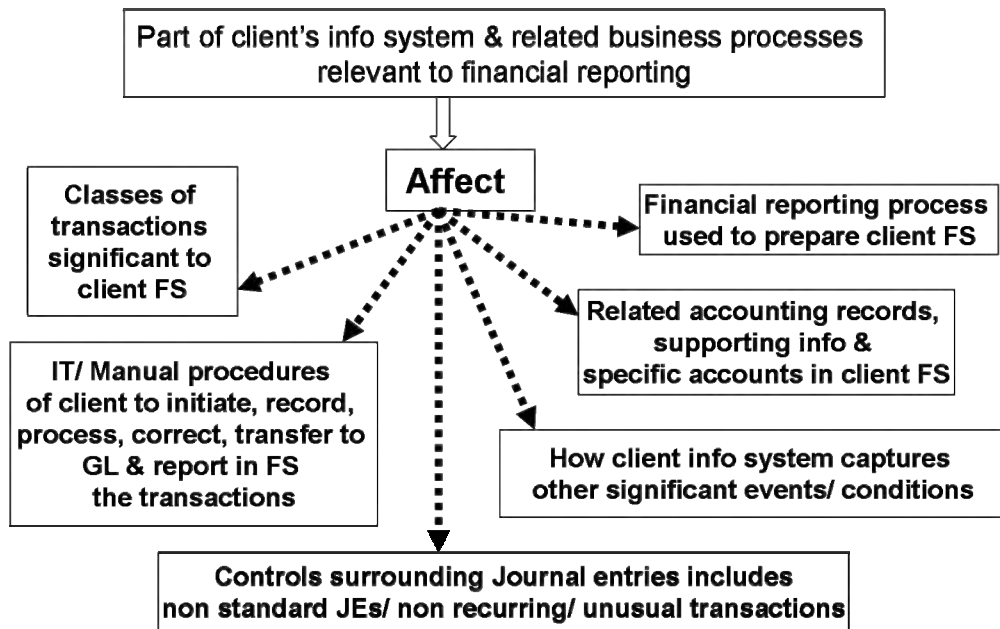 Part of client's info system & related business processes
relevant to financial reporting
Affect
Classes of
transactions
significant to
client FS
Financial reporting process
used to prepare client FS
Related accounting records,
supporting info &
specific accounts in client FS
IT/ Manual procedures
of client to initiate, record,
process, correct, transfer to
GL & report in FS
the transactions
How client info system captures
other significant events/ conditions
Controls surrounding Journal entries includes
non standard JEs/ non recurring/ unusual transactions